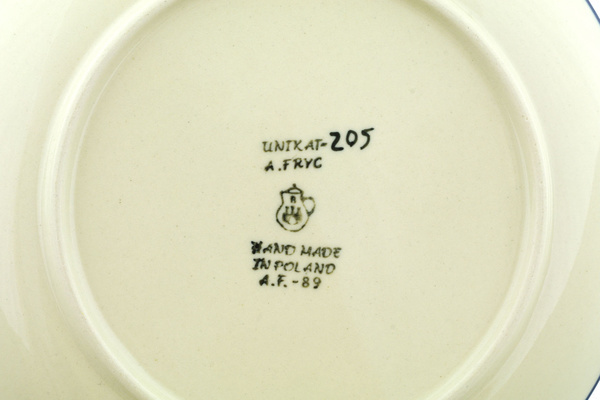 UNIKAT-205
A.FRYC
HAND MADE
IN POLAND
A.F.-89